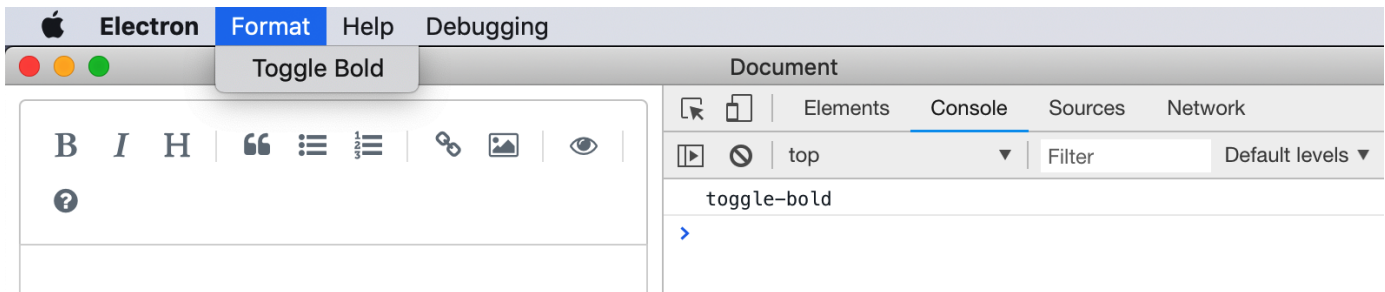 Electron Format Help Debugging
Toggle Bold
Document
Elements Console Sources Network
B I H
top Filter Default levels
toggle-bold